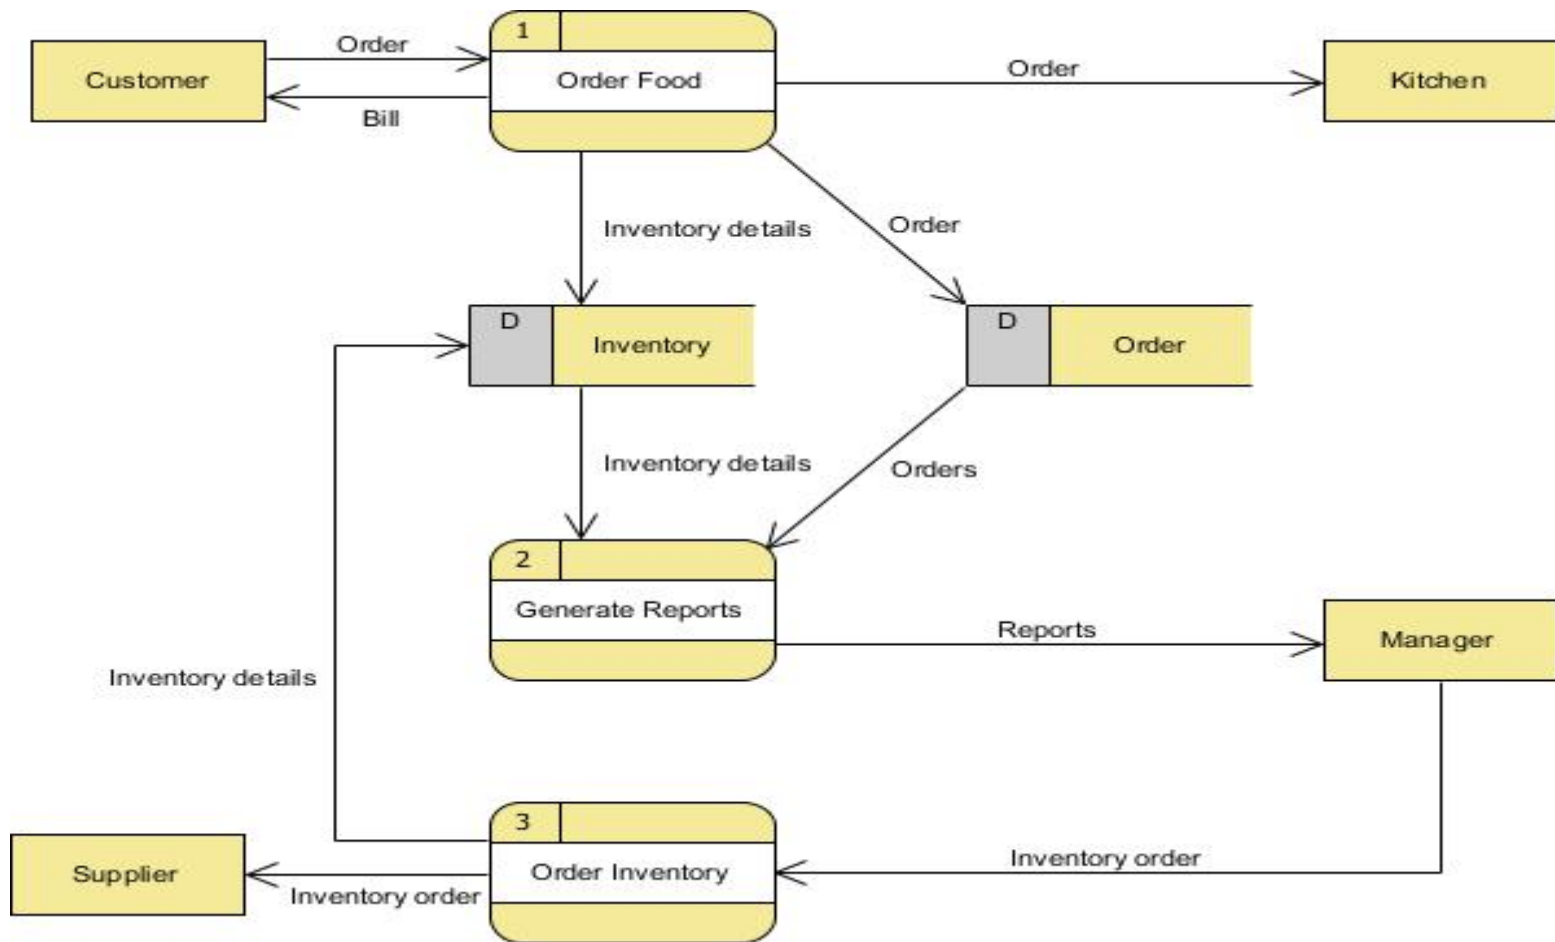 1
Order
Customer
Order Food
Order
Kitchen
Bill
Inventory details
Order
D
Inventory
D
Order
Inventory details
Orders
2
Generate Reports
Reports
Manager
Inventory details
3
Inventory order
Supplier
Order Inventory
Inventory order